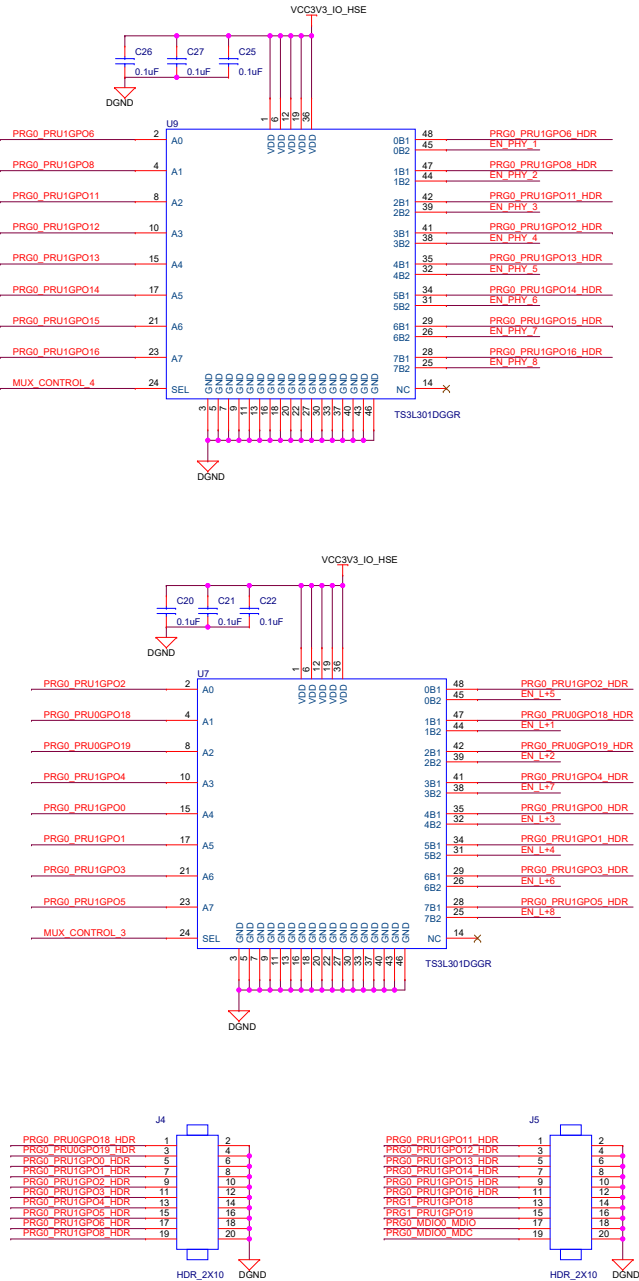 VCC3V3_IO_HSE
C26 C27 C25
0.1uF 0.1uF 0.1uF
DGND
1 6 12 19 36
U9
VDD VDD VDD VDD VDD
PRG0_PRU1GPO6 2 A0 0B1 48 PRG0_PRU1GPO6_HDR
0B2 45 EN_PHY_1
PRG0_PRU1GPO8 4 A1 1B1 47 PRG0_PRU1GPO8_HDR
1B2 44 EN_PHY_2
PRG0_PRU1GPO11 8 A2 2B1 42 PRG0_PRU1GPO11_HDR
2B2 39 EN_PHY_3
PRG0_PRU1GPO12 10 A3 3B1 41 PRG0_PRU1GPO12_HDR
3B2 38 EN_PHY_4
PRG0_PRU1GPO13 15 A4 4B1 35 PRG0_PRU1GPO13_HDR
4B2 32 EN_PHY_5
PRG0_PRU1GPO14 17 A5 5B1 34 PRG0_PRU1GPO14_HDR
5B2 31 EN_PHY_6
PRG0_PRU1GPO15 21 A6 6B1 29 PRG0_PRU1GPO15_HDR
6B2 26 EN_PHY_7
PRG0_PRU1GPO16 23 A7 7B1 28 PRG0_PRU1GPO16_HDR
7B2 25 EN_PHY_8
MUX_CONTROL_4 24 SEL NC 14
GND GND GND GND GND GND GND GND GND GND GND GND GND GND GND GND GND
3 5 7 9 11 13 16 18 20 22 27 30 33 37 40 43 46
TS3L301DGGR
DGND
VCC3V3_IO_HSE
C20 C21 C22
0.1uF 0.1uF 0.1uF
DGND
1 6 12 19 36
U7
VDD VDD VDD VDD VDD
PRG0_PRU1GPO2 2 A0 0B1 48 PRG0_PRU1GPO2_HDR
0B2 45 EN_L+5
PRG0_PRU0GPO18 4 A1 1B1 47 PRG0_PRU0GPO18_HDR
1B2 44 EN_L+1
PRG0_PRU0GPO19 8 A2 2B1 42 PRG0_PRU0GPO19_HDR
2B2 39 EN_L+2
PRG0_PRU1GPO4 10 A3 3B1 41 PRG0_PRU1GPO4_HDR
3B2 38 EN_L+7
PRG0_PRU1GPO0 15 A4 4B1 35 PRG0_PRU1GPO0_HDR
4B2 32 EN_L+3
PRG0_PRU1GPO1 17 A5 5B1 34 PRG0_PRU1GPO1_HDR
5B2 31 EN_L+4
PRG0_PRU1GPO3 21 A6 6B1 29 PRG0_PRU1GPO3_HDR
6B2 26 EN_L+6
PRG0_PRU1GPO5 23 A7 7B1 28 PRG0_PRU1GPO5_HDR
7B2 25 EN_L+8
MUX_CONTROL_3 24 SEL NC 14
GND GND GND GND GND GND GND GND GND GND GND GND GND GND GND GND GND
3 5 7 9 11 13 16 18 20 22 27 30 33 37 40 43 46
TS3L301DGGR
DGND
J4
PRG0_PRU0GPO18_HDR 1 2
PRG0_PRU0GPO19_HDR 3 4
PRG0_PRU1GPO0_HDR 5 6
PRG0_PRU1GPO1_HDR 7 8
PRG0_PRU1GPO2_HDR 9 10
PRG0_PRU1GPO3_HDR 11 12
PRG0_PRU1GPO4_HDR 13 14
PRG0_PRU1GPO5_HDR 15 16
PRG0_PRU1GPO6_HDR 17 18
PRG0_PRU1GPO8_HDR 19 20
HDR_2X10 DGND
J5
PRG0_PRU1GPO11_HDR 1 2
PRG0_PRU1GPO12_HDR 3 4
PRG0_PRU1GPO13_HDR 5 6
PRG0_PRU1GPO14_HDR 7 8
PRG0_PRU1GPO15_HDR 9 10
PRG0_PRU1GPO16_HDR 11 12
PRG1_PRU1GPO18 13 14
PRG1_PRU1GPO19 15 16
PRG0_MDIO0_MDIO 17 18
PRG0_MDIO0_MDC 19 20
HDR_2X10 DGND